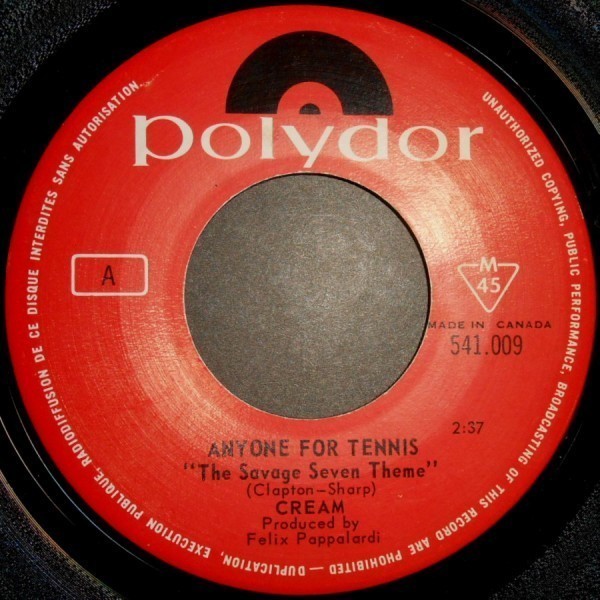 polydor
A
M
45
MADE IN CANADA
541.009
2:37
ANYONE FOR TENNIS
"The Savage Seven Theme"
(Clapton-Sharp)
CREAM
Produced by
Felix Pappalardi
UNAUTHORIZED COPYING, PUBLIC PERFORMANCE, BROADCASTING OF THIS RECORD ARE PROHIBITED — DUPLICATION, EXECUTION PUBLIQUE, RADIODIFFUSION DE CE DISQUE INTERDITES SANS AUTORISATION.